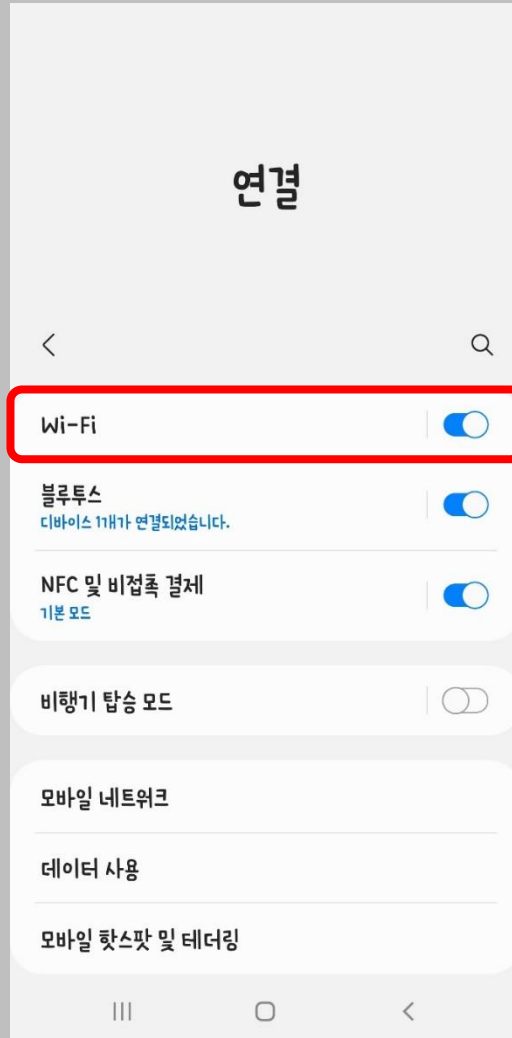 연결
Wi-Fi
블루투스
디바이스 1개가 연결되었습니다.
NFC 및 비접촉 결제
기본 모드
비행기 탑승 모드
모바일 네트워크
데이터 사용
모바일 핫스팟 및 테더링